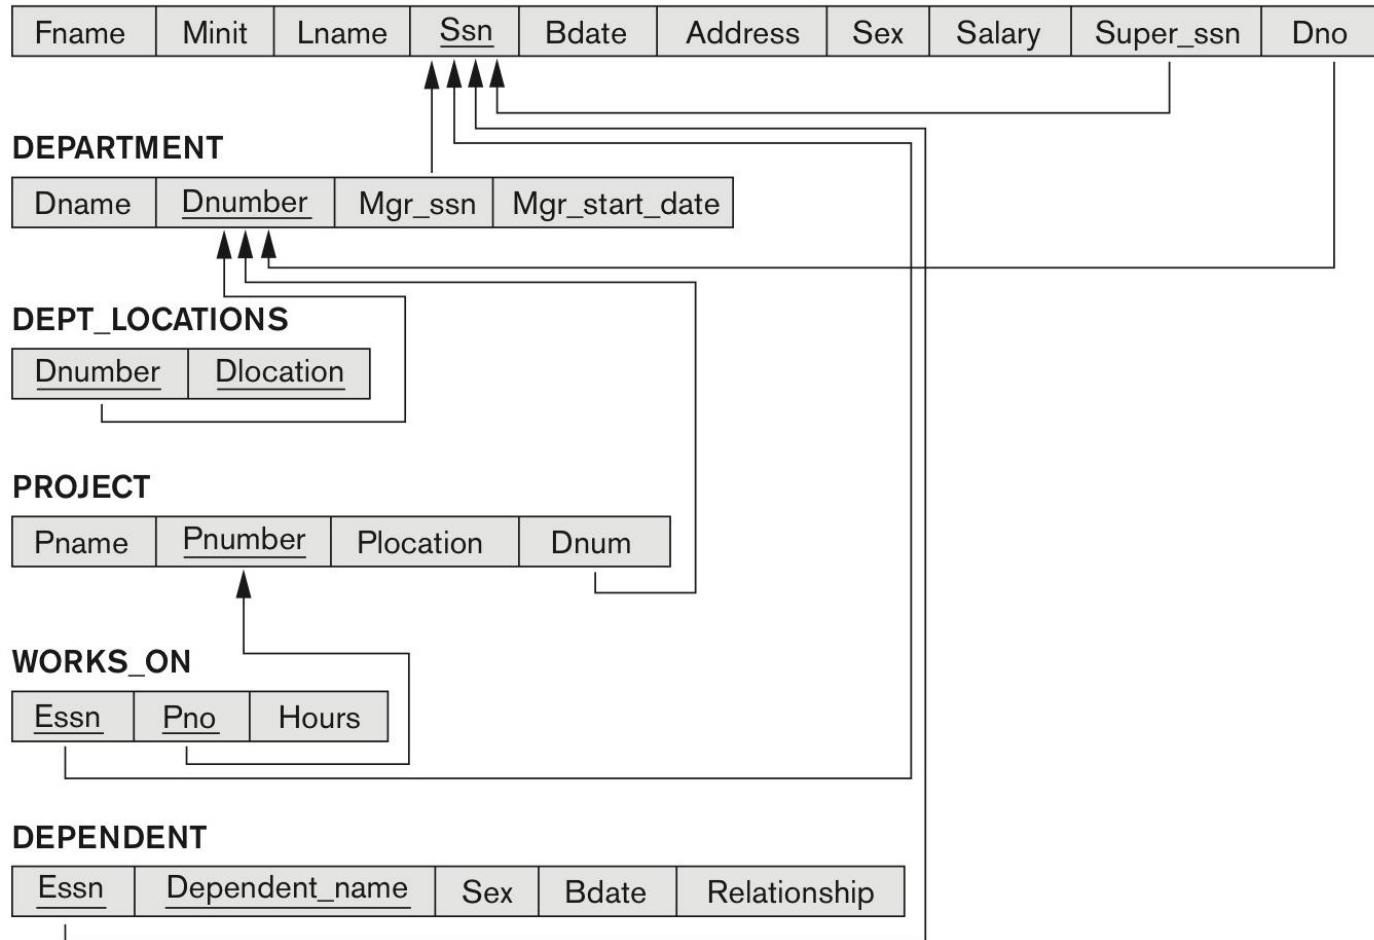 Fname Minit Lname Ssn Bdate Address Sex Salary Super_ssn Dno
DEPARTMENT
Dname Dnumber Mgr_ssn Mgr_start_date
DEPT_LOCATIONS
Dnumber Dlocation
PROJECT
Pname Pnumber Plocation Dnum
WORKS_ON
Essn Pno Hours
DEPENDENT
Essn Dependent_name Sex Bdate Relationship